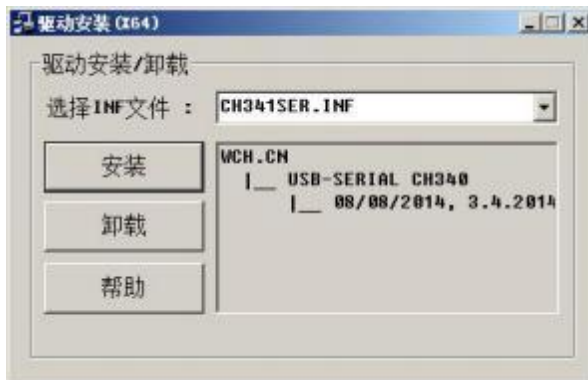 驱动安装(X64)
驱动安装/卸载
选择INF文件 :
CH341SER.INF
安装
WCH.CN
|__ USB-SERIAL CH340
|__ 08/08/2014, 3.4.2014
卸载
帮助